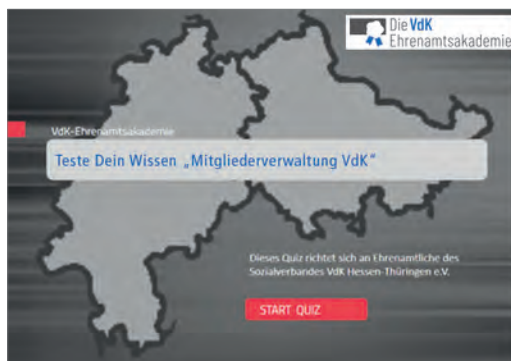 Die VdK
Ehrenamtsakademie
VdK-Ehrenamtsakademie
Teste Dein Wissen „Mitgliederverwaltung VdK“
Dieses Quiz richtet sich an Ehrenamtliche des
Sozialverbandes VdK Hessen-Thüringen e.V.
START QUIZ